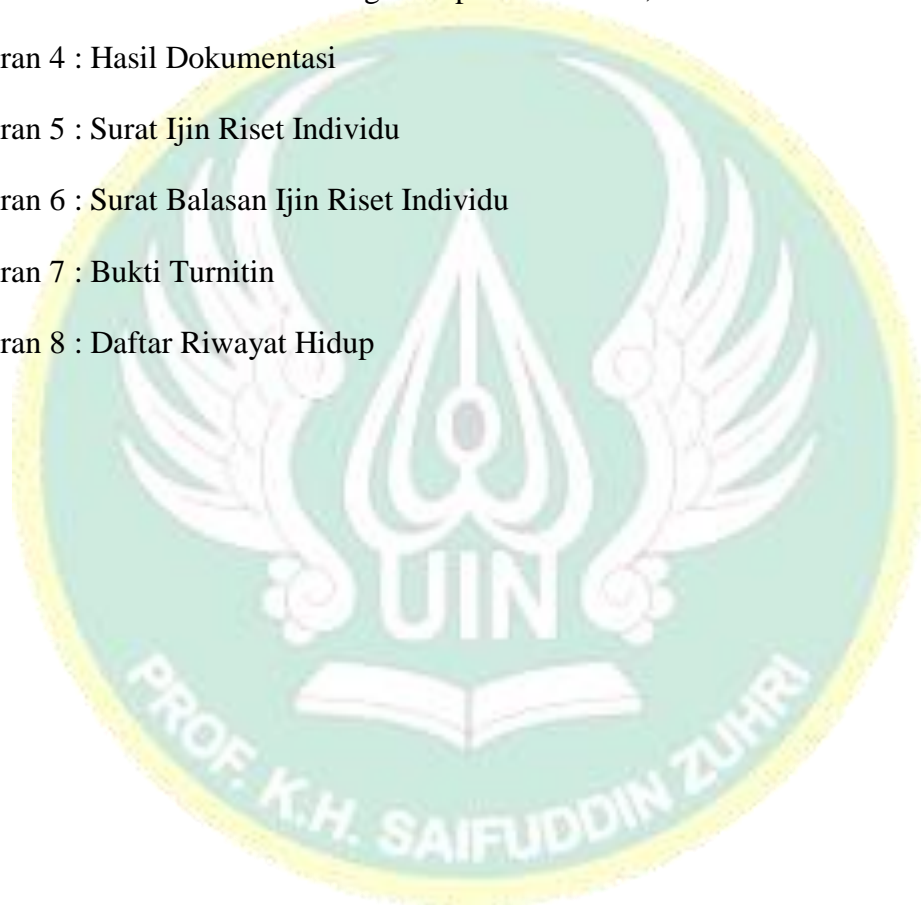 ran 4 : Hasil Dokumentasi
ran 5 : Surat Ijin Riset Individu
ran 6 : Surat Balasan Ijin Riset Individu
ran 7 : Bukti Turnitin
ran 8 : Daftar Riwayat Hidup
UIN
PROF. K.H. SAIFUDDIN ZUHRI